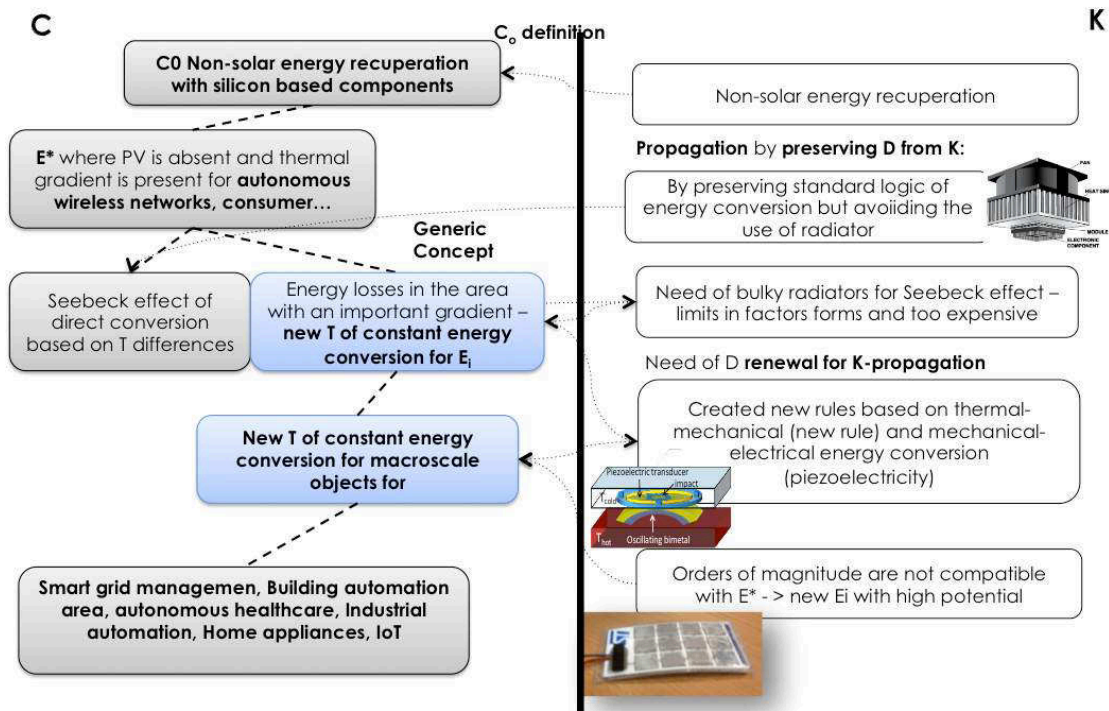 C
C₀ definition
K
C0 Non-solar energy recuperation
with silicon based components
Non-solar energy recuperation
E* where PV is absent and thermal
gradient is present for autonomous
wireless networks, consumer…
Propagation by preserving D from K:
By preserving standard logic of
energy conversion but avoiiding the
use of radiator
FAN
HEAT SIN
MODULE
ELECTRONIC
COMPONENT
Generic
Concept
Seebeck effect of
direct conversion
based on T differences
Energy losses in the area
with an important gradient –
new T of constant energy
conversion for Eᵢ
Need of bulky radiators for Seebeck effect –
limits in factors forms and too expensive
Need of D renewal for K-propagation
Created new rules based on thermal-
mechanical (new rule) and mechanical-
electrical energy conversion
(piezoelectricity)
New T of constant energy
conversion for macroscale
objects for
Piezoelectric transducer
impact
Tcold
Thot
Oscillating bimetal
Orders of magnitude are not compatible
with E* - > new Ei with high potential
Smart grid managemen, Building automation
area, autonomous healthcare, Industrial
automation, Home appliances, IoT